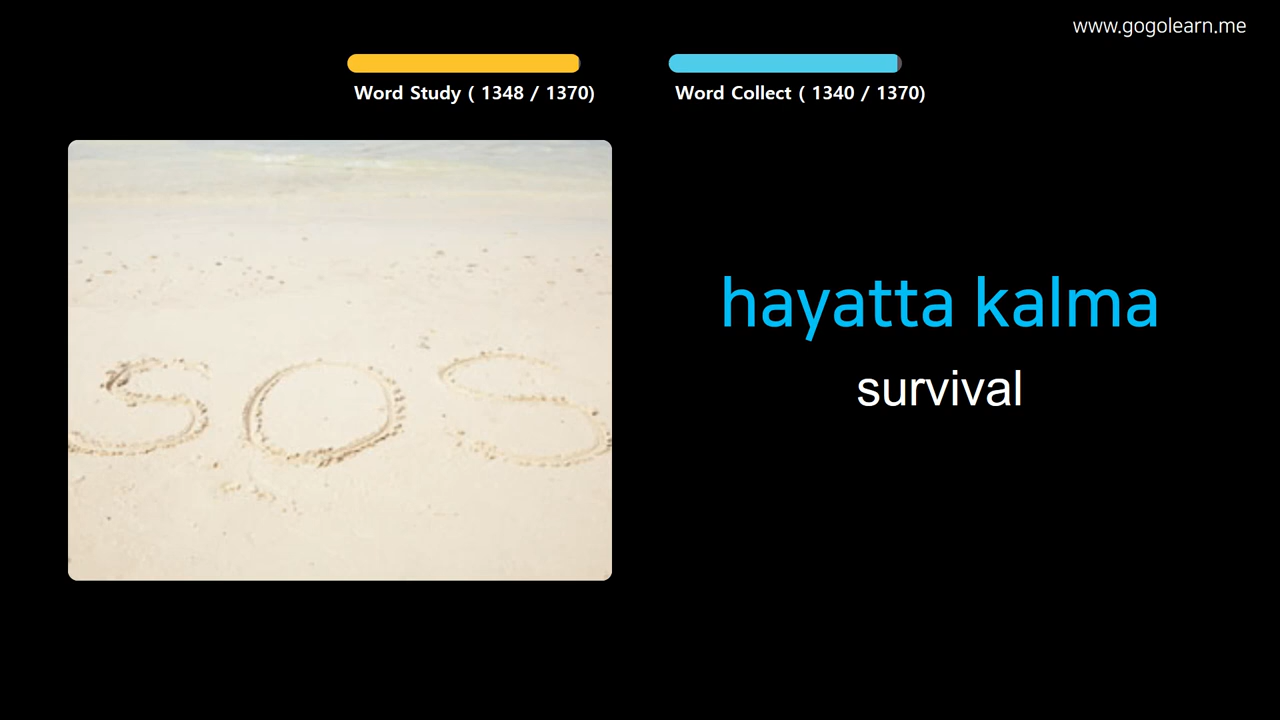 www.gogolearn.me
Word Study ( 1348 / 1370)
Word Collect ( 1340 / 1370)
SOS
hayatta kalma
survival